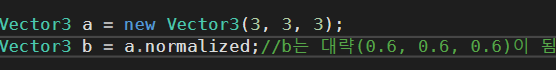 Vector3 a = new Vector3(3, 3, 3);
Vector3 b = a.normalized;//b는 대략(0.6, 0.6, 0.6)이 됨